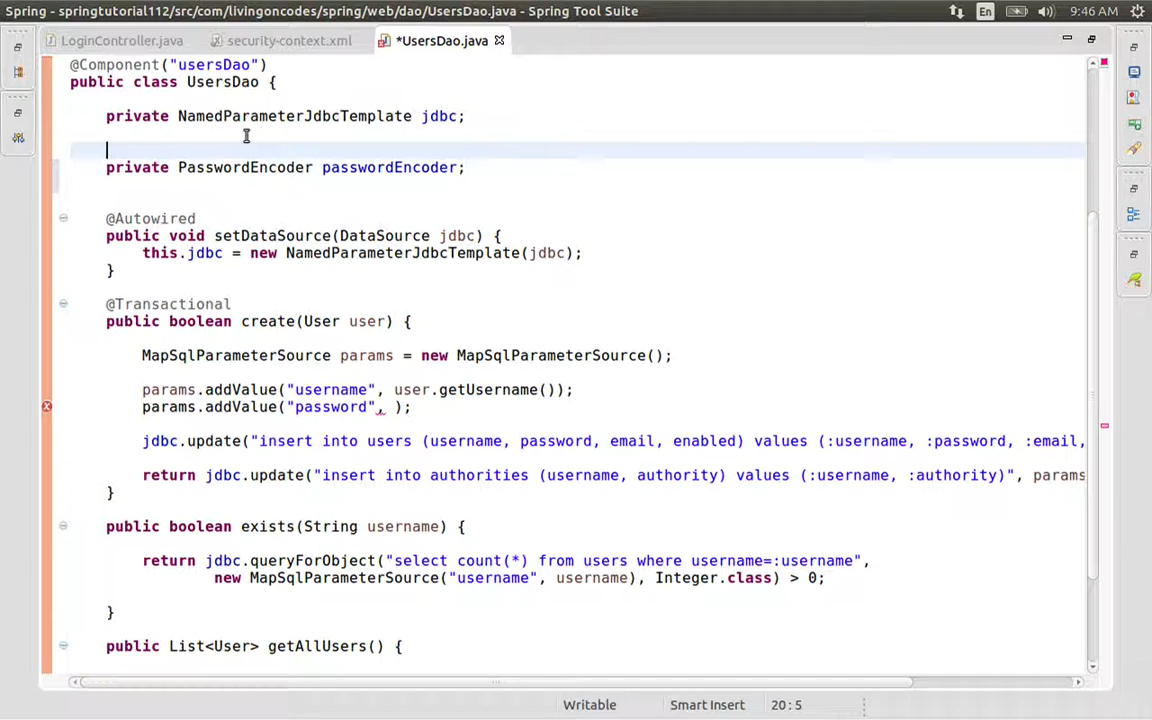 Spring - springtutorial112/src/com/livingoncodes/spring/web/dao/UsersDao.java - Spring Tool Suite
En
9:46 AM
LoginController.java
security-context.xml
*UsersDao.java
@Component("usersDao")
public class UsersDao {
private NamedParameterJdbcTemplate jdbc;
private PasswordEncoder passwordEncoder;
@Autowired
public void setDataSource(DataSource jdbc) {
this.jdbc = new NamedParameterJdbcTemplate(jdbc);
}
@Transactional
public boolean create(User user) {
MapSqlParameterSource params = new MapSqlParameterSource();
params.addValue("username", user.getUsername());
params.addValue("password", );
jdbc.update("insert into users (username, password, email, enabled) values (:username, :password, :email,
return jdbc.update("insert into authorities (username, authority) values (:username, :authority)", params
}
public boolean exists(String username) {
return jdbc.queryForObject("select count(*) from users where username=:username",
new MapSqlParameterSource("username", username), Integer.class) > 0;
}
public List<User> getAllUsers() {
Writable
Smart Insert
20 : 5